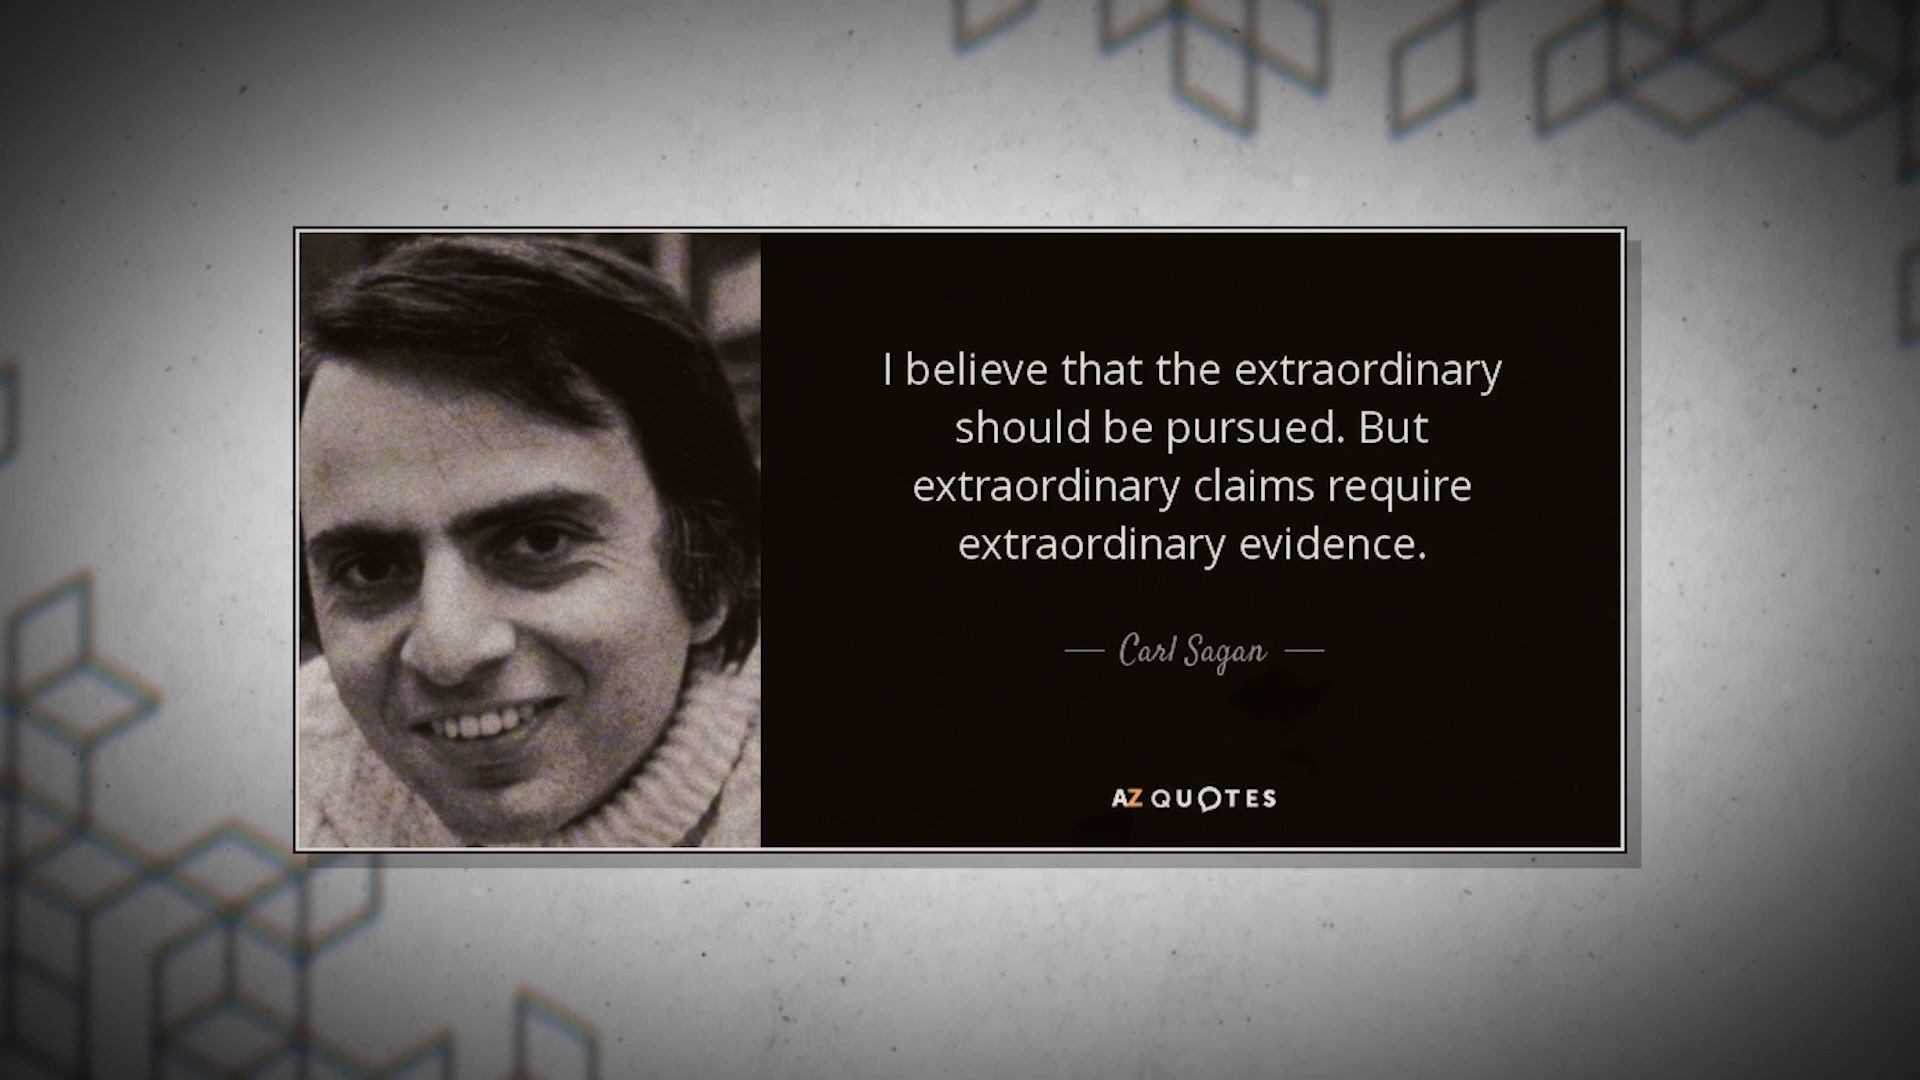 I believe that the extraordinary
should be pursued. But
extraordinary claims require
extraordinary evidence.
Carl Sagan
AZ QUOTES